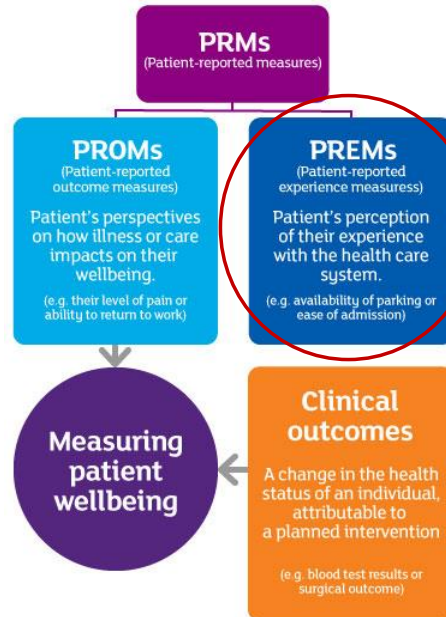 PRMs
(Patient-reported measures)
PROMs
(Patient-reported
outcome measures)
Patient's perspectives
on how illness or care
impacts on their
wellbeing.
(e.g. their level of pain or
ability to return to work)
PREMs
(Patient-reported
experience measuress)
Patient's perception
of their experience
with the health care
system.
(e.g. availability of parking or
ease of admission)
Measuring
patient
wellbeing
Clinical
outcomes
A change in the health
status of an individual,
attributable to
a planned intervention
(e.g. blood test results or
surgical outcome)